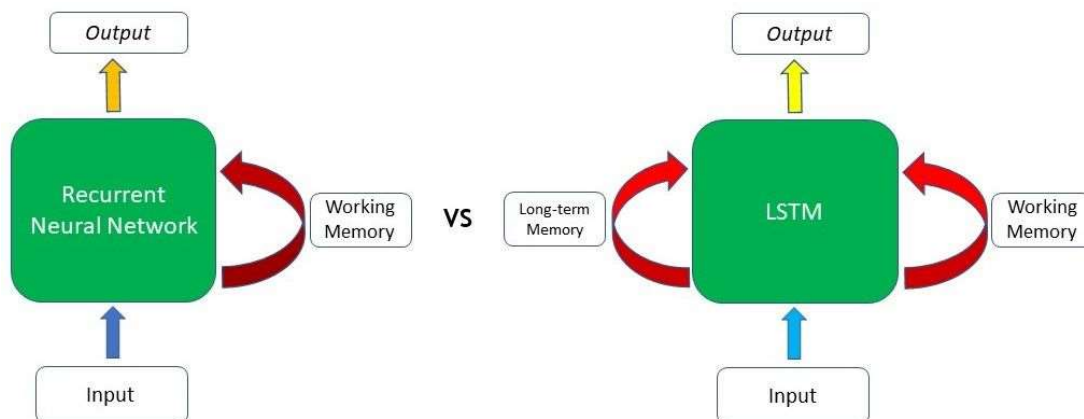 Output
Recurrent
Neural Network
Working
Memory
Input
VS
Output
Long-term
Memory
LSTM
Working
Memory
Input